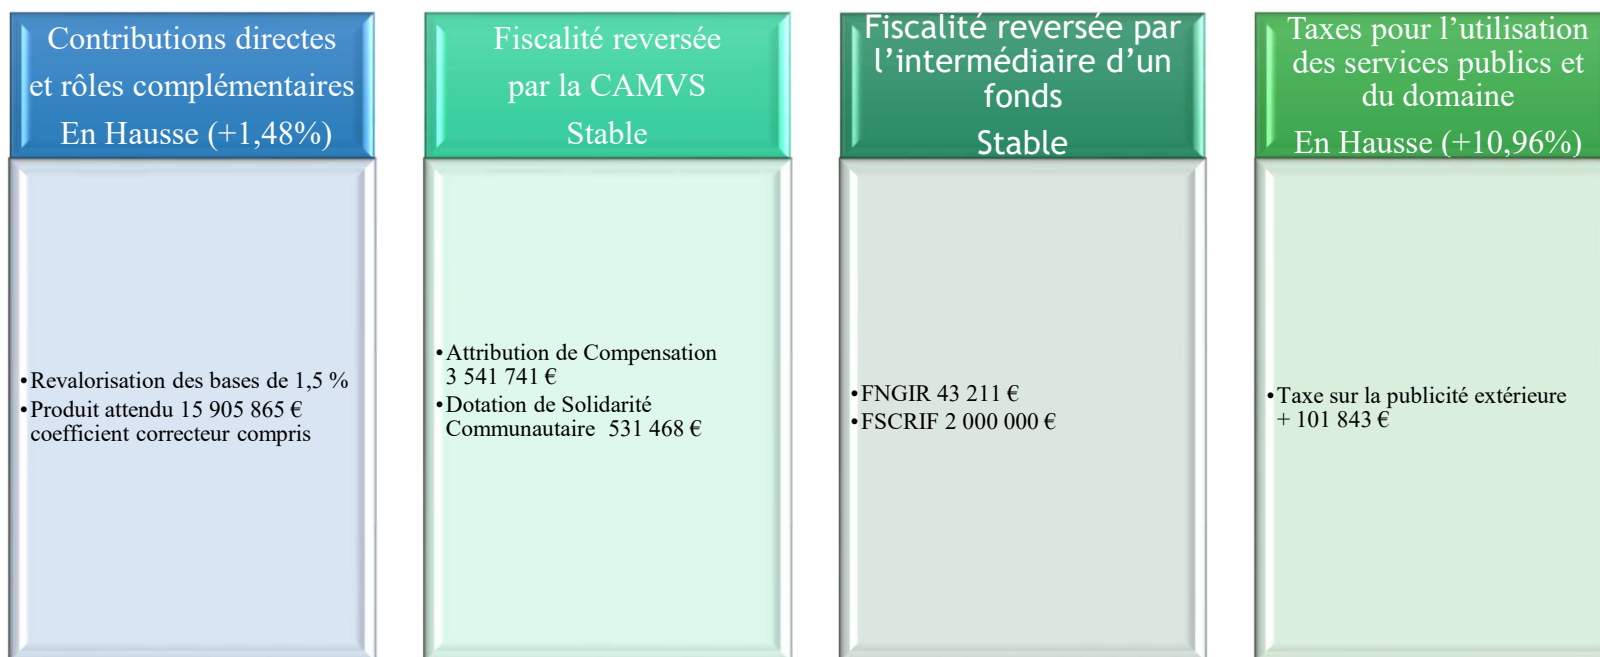 Contributions directes
et rôles complémentaires
En Hausse (+1,48%)
•Revalorisation des bases de 1,5 %
•Produit attendu 15 905 865 €
coefficient correcteur compris
Fiscalité reversée
par la CAMVS
Stable
•Attribution de Compensation
3 541 741 €
•Dotation de Solidarité
Communautaire 531 468 €
Fiscalité reversée par
l’intermédiaire d’un
fonds
Stable
•FNGIR 43 211 €
•FSCRIF 2 000 000 €
Taxes pour l’utilisation
des services publics et
du domaine
En Hausse (+10,96%)
•Taxe sur la publicité extérieure
+ 101 843 €